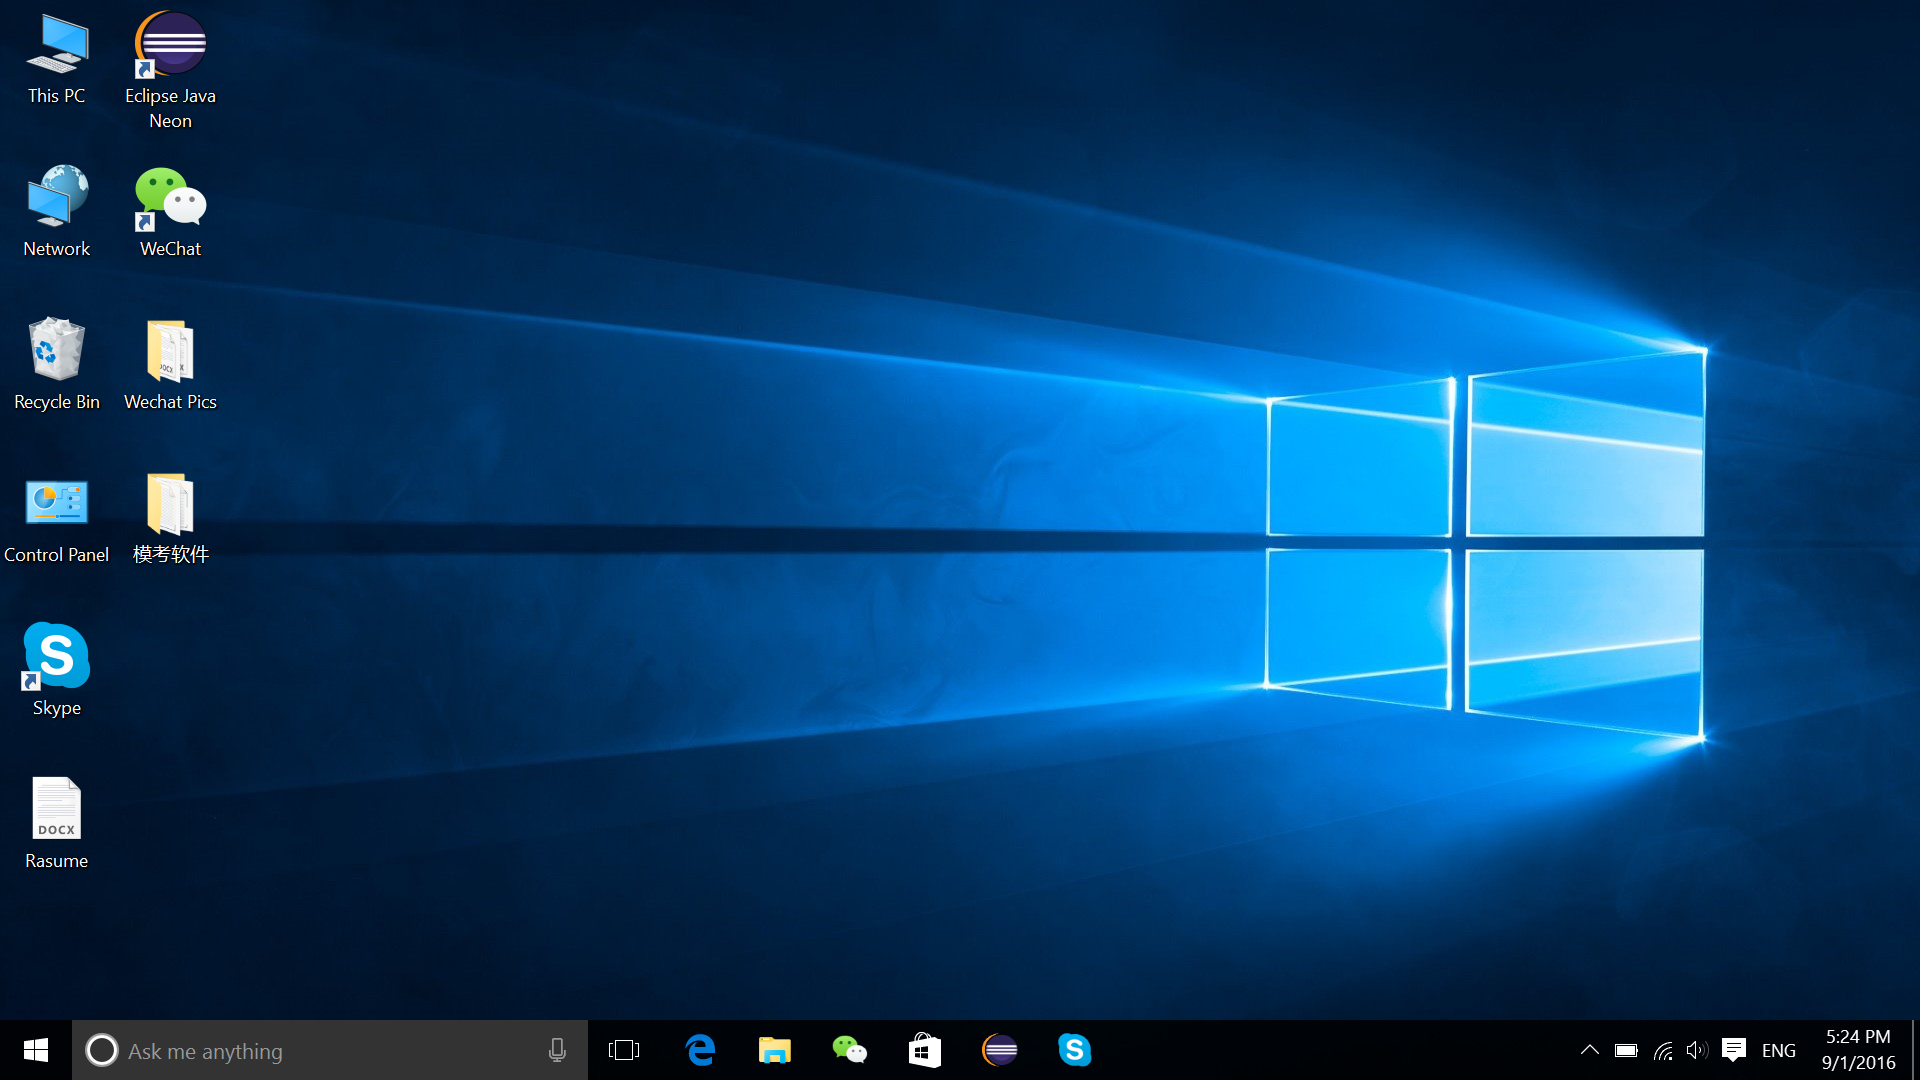 This PC
Eclipse Java
Neon
Network
WeChat
Recycle Bin
DOCX
Wechat Pics
Control Panel
模考软件
S
Skype
DOCX
Rasume
Ask me anything
S
ENG
5:24 PM
9/1/2016